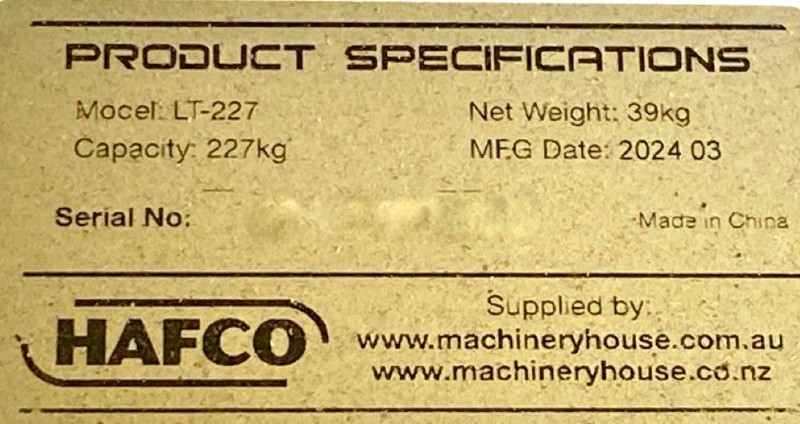 PRODUCT SPECIFICATIONS
Model: LT-227 Net Weight: 39kg
Capacity: 227kg MFG Date: 2024 03
Serial No: Made in China
HAFCO
Supplied by:
www.machineryhouse.com.au
www.machineryhouse.co.nz